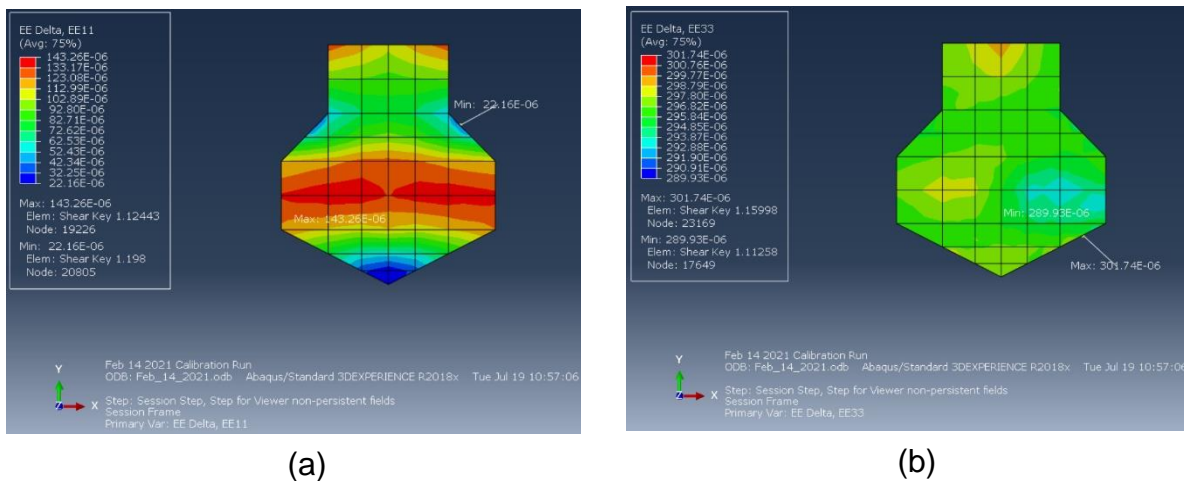 EE Delta, EE11
(Avg: 75%)
143.26E-06
133.17E-06
123.08E-06
112.99E-06
102.89E-06
92.80E-06
82.71E-06
72.62E-06
62.53E-06
52.43E-06
42.34E-06
32.25E-06
22.16E-06
Max: 143.26E-06
Elem: Shear Key 1.12443
Node: 19226
Min: 22.16E-06
Elem: Shear Key 1.198
Node: 20805
Min: 22.16E-06
Max: 143.26E-06
Y
X
Z
Feb 14 2021 Calibration Run
ODB: Feb_14_2021.odb Abaqus/Standard 3DEXPERIENCE R2018x Tue Jul 19 10:57:06
Step: Session Step, Step for Viewer non-persistent fields
Session Frame
Primary Var: EE Delta, EE11
(a)
EE Delta, EE33
(Avg: 75%)
301.74E-06
300.76E-06
299.77E-06
298.79E-06
297.80E-06
296.82E-06
295.84E-06
294.85E-06
293.87E-06
292.88E-06
291.90E-06
290.91E-06
289.93E-06
Max: 301.74E-06
Elem: Shear Key 1.15998
Node: 23169
Min: 289.93E-06
Elem: Shear Key 1.11258
Node: 17649
Min: 289.93E-06
Max: 301.74E-06
Y
X
Z
Feb 14 2021 Calibration Run
ODB: Feb_14_2021.odb Abaqus/Standard 3DEXPERIENCE R2018x Tue Jul 19 10:57:06
Step: Session Step, Step for Viewer non-persistent fields
Session Frame
Primary Var: EE Delta, EE33
(b)